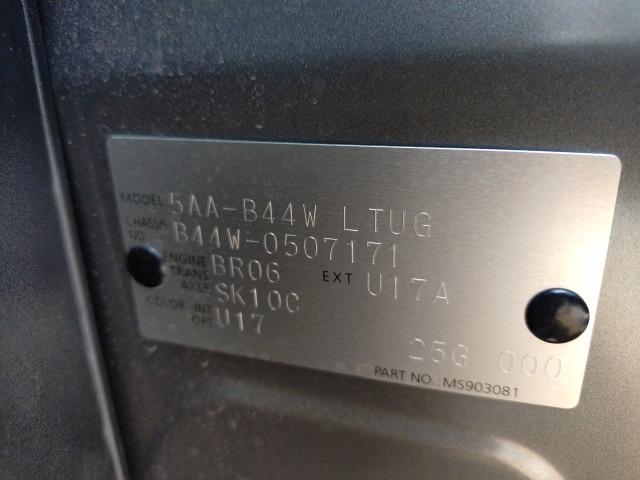 MODEL 5AA-B44W LTUG
CHASSIS NO. B44W-0507171
ENGINE BR06 EXT U17A
TRANS AXLE SK10C
COLOR INT OPT U17
25G 000
PART NO.: MS903081